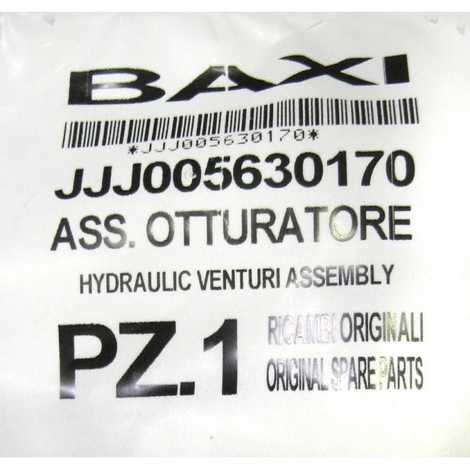 BAXI
*JJJ005630170*
JJJ005630170
ASS. OTTURATORE
HYDRAULIC VENTURI ASSEMBLY
PZ.1
RICAMBI ORIGINALI
ORIGINAL SPARE PARTS